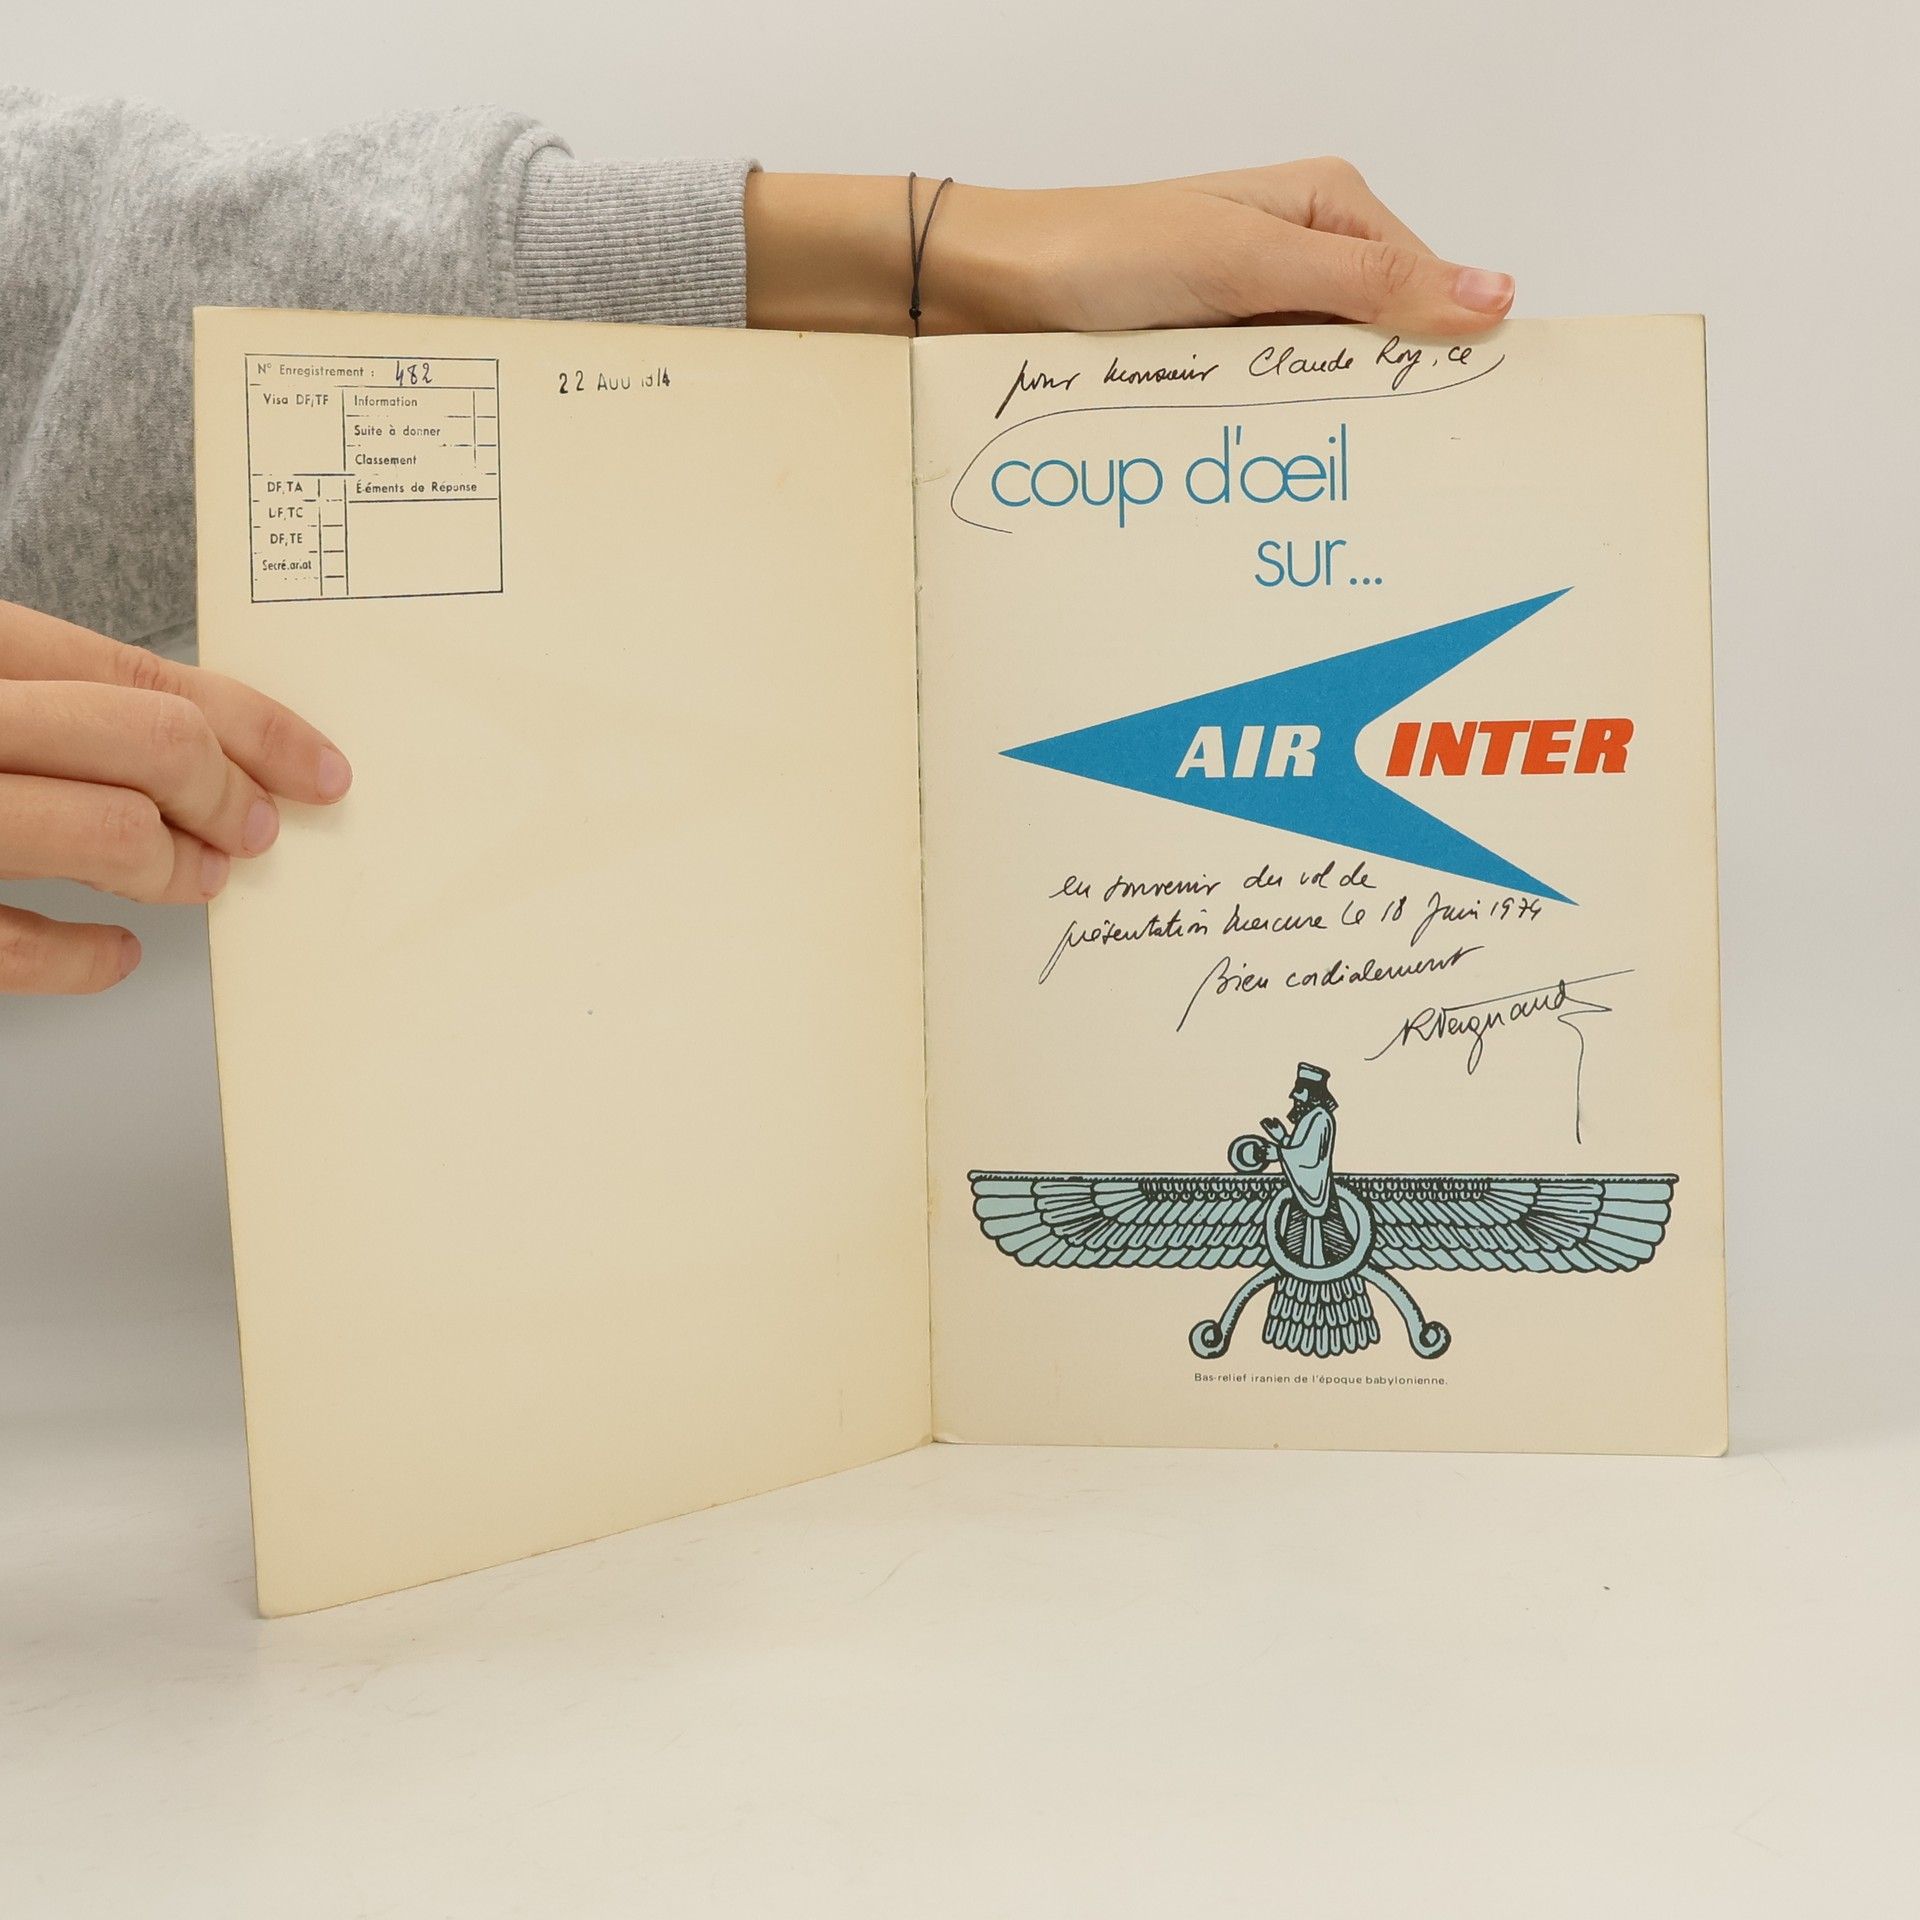 N° Enregistrement : 482
Visa DF/TF
Information
Suite à donner
Classement
DF/TA
Éléments de Réponse
DF/TC
DF/TE
Secrétariat
22 AOU 1974
pour monsieur Claude Roy, ce
coup d'œil
sur...
AIR INTER
en souvenir du vol de
présentation Mercure le 18 Juin 1974
Bien cordialement
RVergnaud
Bas-relief iranien de l'époque babylonienne.